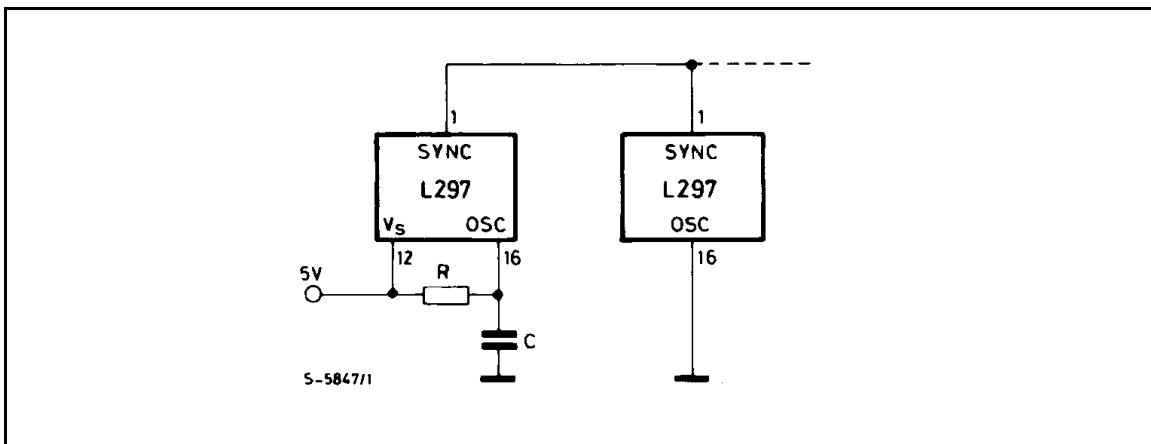 1 1
SYNC SYNC
L297 L297
Vs OSC OSC
12 16 16
5V R
C
S-5847/1